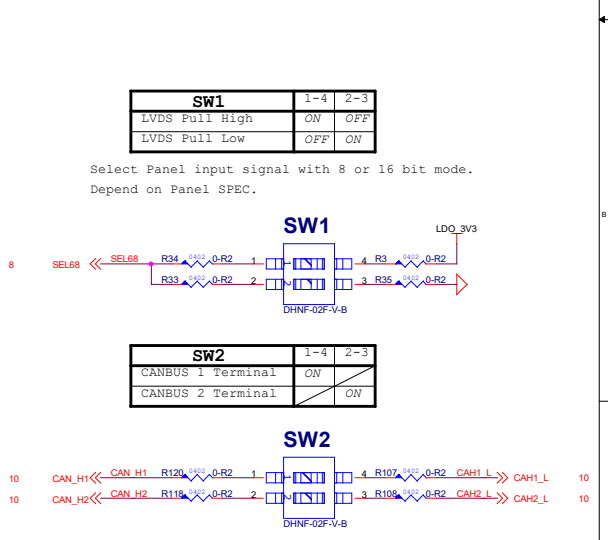 SW1 1-4 2-3
LVDS Pull High ON OFF
LVDS Pull Low OFF ON
Select Panel input signal with 8 or 16 bit mode.
Depend on Panel SPEC.
B
SW1
LDO_3V3
8 SEL68 SEL68 R34 0402 0-R2 1 1 4 R3 0402 0-R2
R33 0402 0-R2 2 2 3 R35 0402 0-R2
DHNF-02F-V-B
SW2 1-4 2-3
CANBUS 1 Terminal ON
CANBUS 2 Terminal ON
SW2
10 CAN_H1 CAN_H1 R120 0402 0-R2 1 1 4 R107 0402 0-R2 CAH1_L CAH1_L 10
10 CAN_H2 CAN_H2 R118 0402 0-R2 2 2 3 R108 0402 0-R2 CAH2_L CAH2_L 10
DHNF-02F-V-B